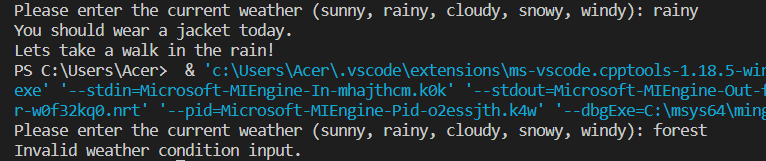 Please enter the current weather (sunny, rainy, cloudy, snowy, windy): rainy
You should wear a jacket today.
Lets take a walk in the rain!
PS C:\Users\Acer>  & 'c:\Users\Acer\.vscode\extensions\ms-vscode.cpptools-1.18.5-win
exe' '--stdin=Microsoft-MIEngine-In-mhajthcm.k0k' '--stdout=Microsoft-MIEngine-Out-f
r-w0f32kq0.nrt' '--pid=Microsoft-MIEngine-Pid-o2essjth.k4w' '--dbgExe=C:\msys64\ming
Please enter the current weather (sunny, rainy, cloudy, snowy, windy): forest
Invalid weather condition input.